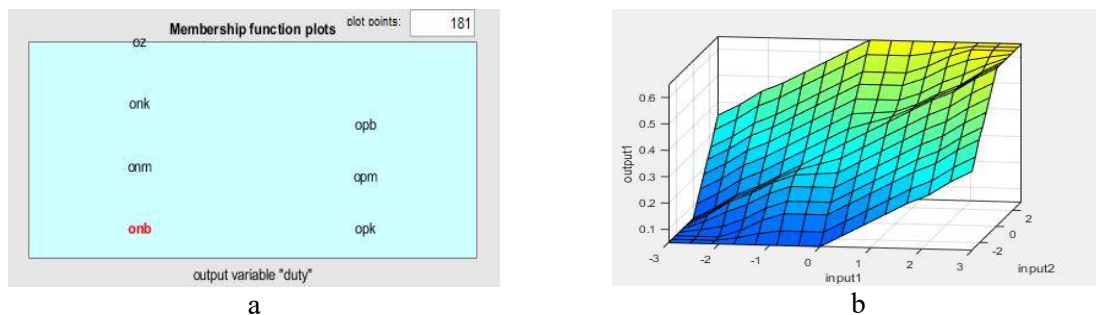 Membership function plots
plot points:
181
oz
onk
opb
onm
opm
onb
opk
output variable "duty"
a
0.6
0.5
0.4
0.3
0.2
0.1
output1
-3
-2
-1
0
1
2
3
input1
2
0
-2
input2
b